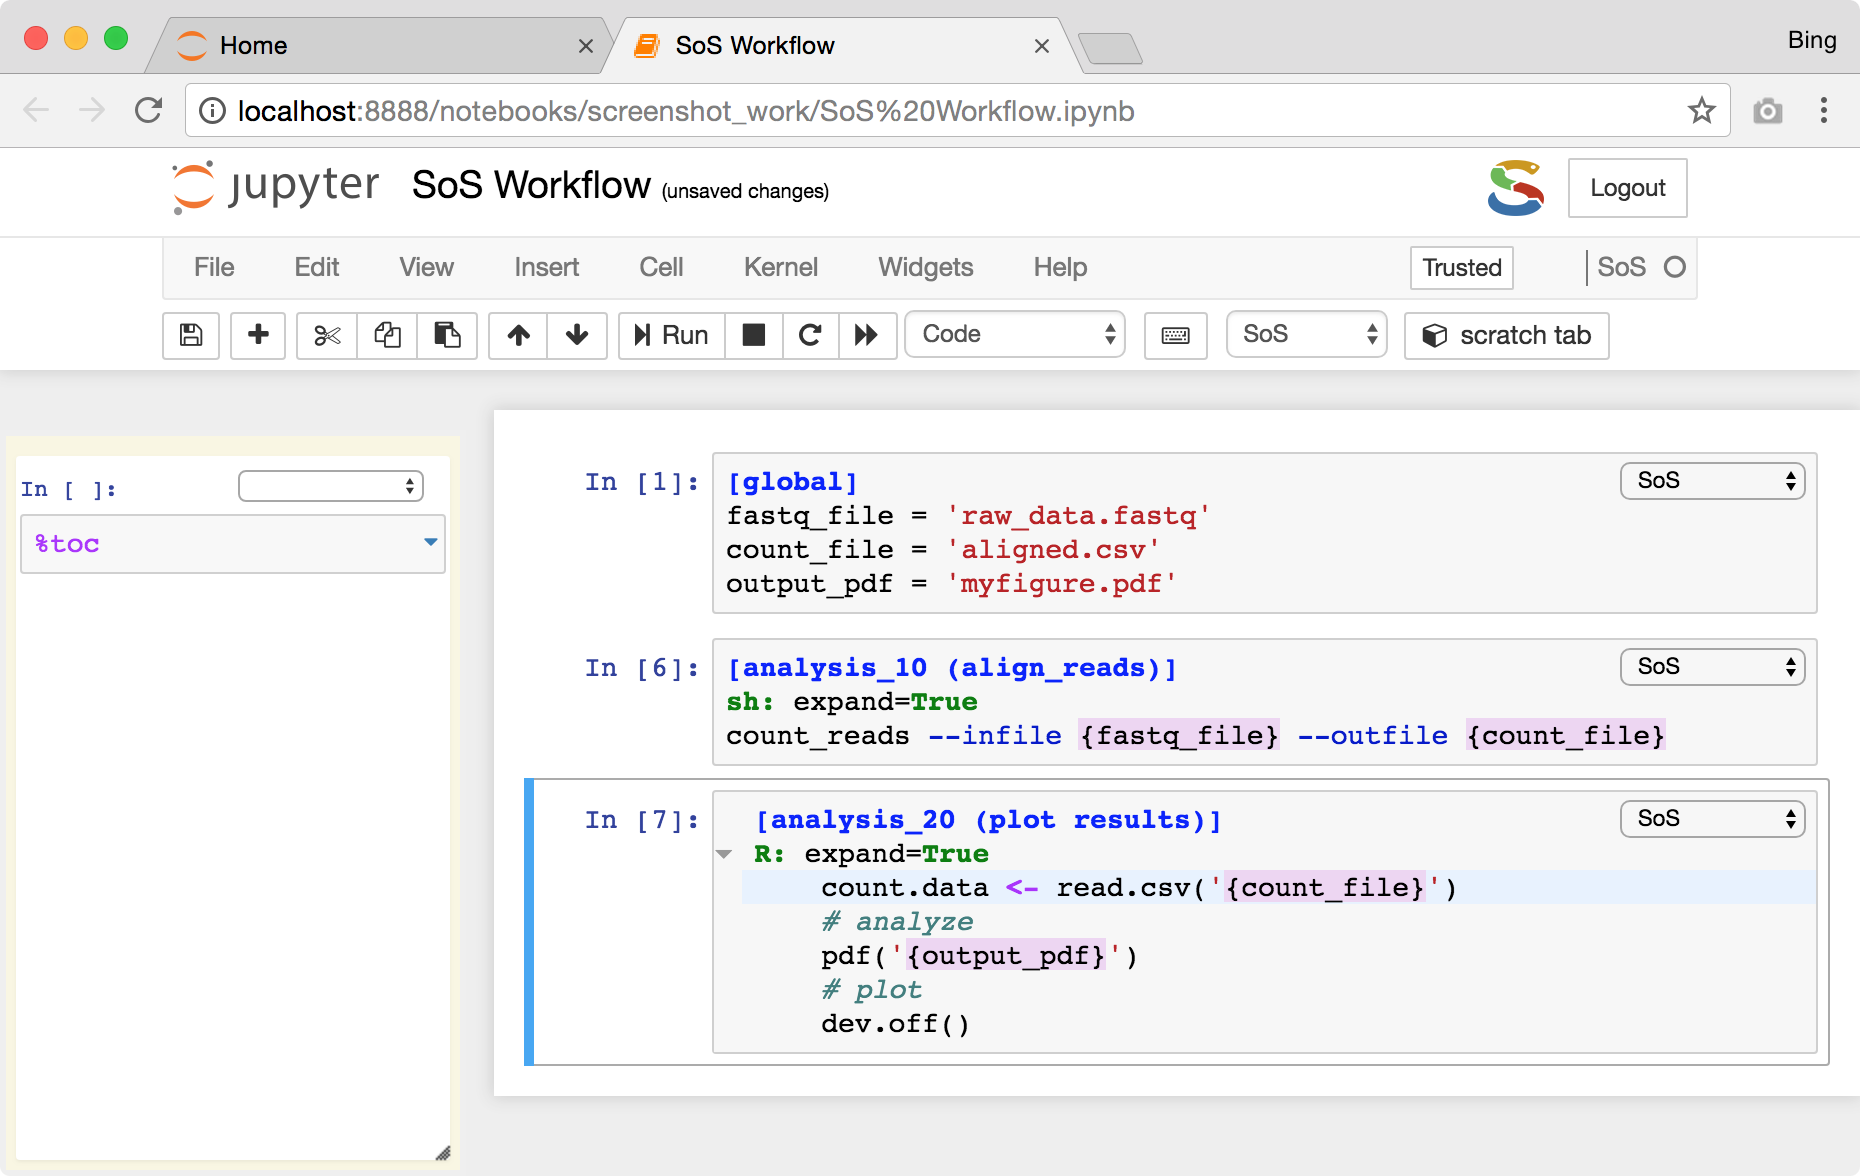 Home
SoS Workflow
Bing
localhost:8888/notebooks/screenshot_work/SoS%20Workflow.ipynb
jupyter SoS Workflow (unsaved changes)
Logout
File Edit View Insert Cell Kernel Widgets Help Trusted SoS
Run Code SoS scratch tab
In [ ]:
%toc
In [1]: [global] SoS
fastq_file = 'raw_data.fastq'
count_file = 'aligned.csv'
output_pdf = 'myfigure.pdf'
In [6]: [analysis_10 (align_reads)] SoS
sh: expand=True
count_reads --infile {fastq_file} --outfile {count_file}
In [7]: [analysis_20 (plot results)] SoS
R: expand=True
count.data <- read.csv('{count_file}')
# analyze
pdf('{output_pdf}')
# plot
dev.off()